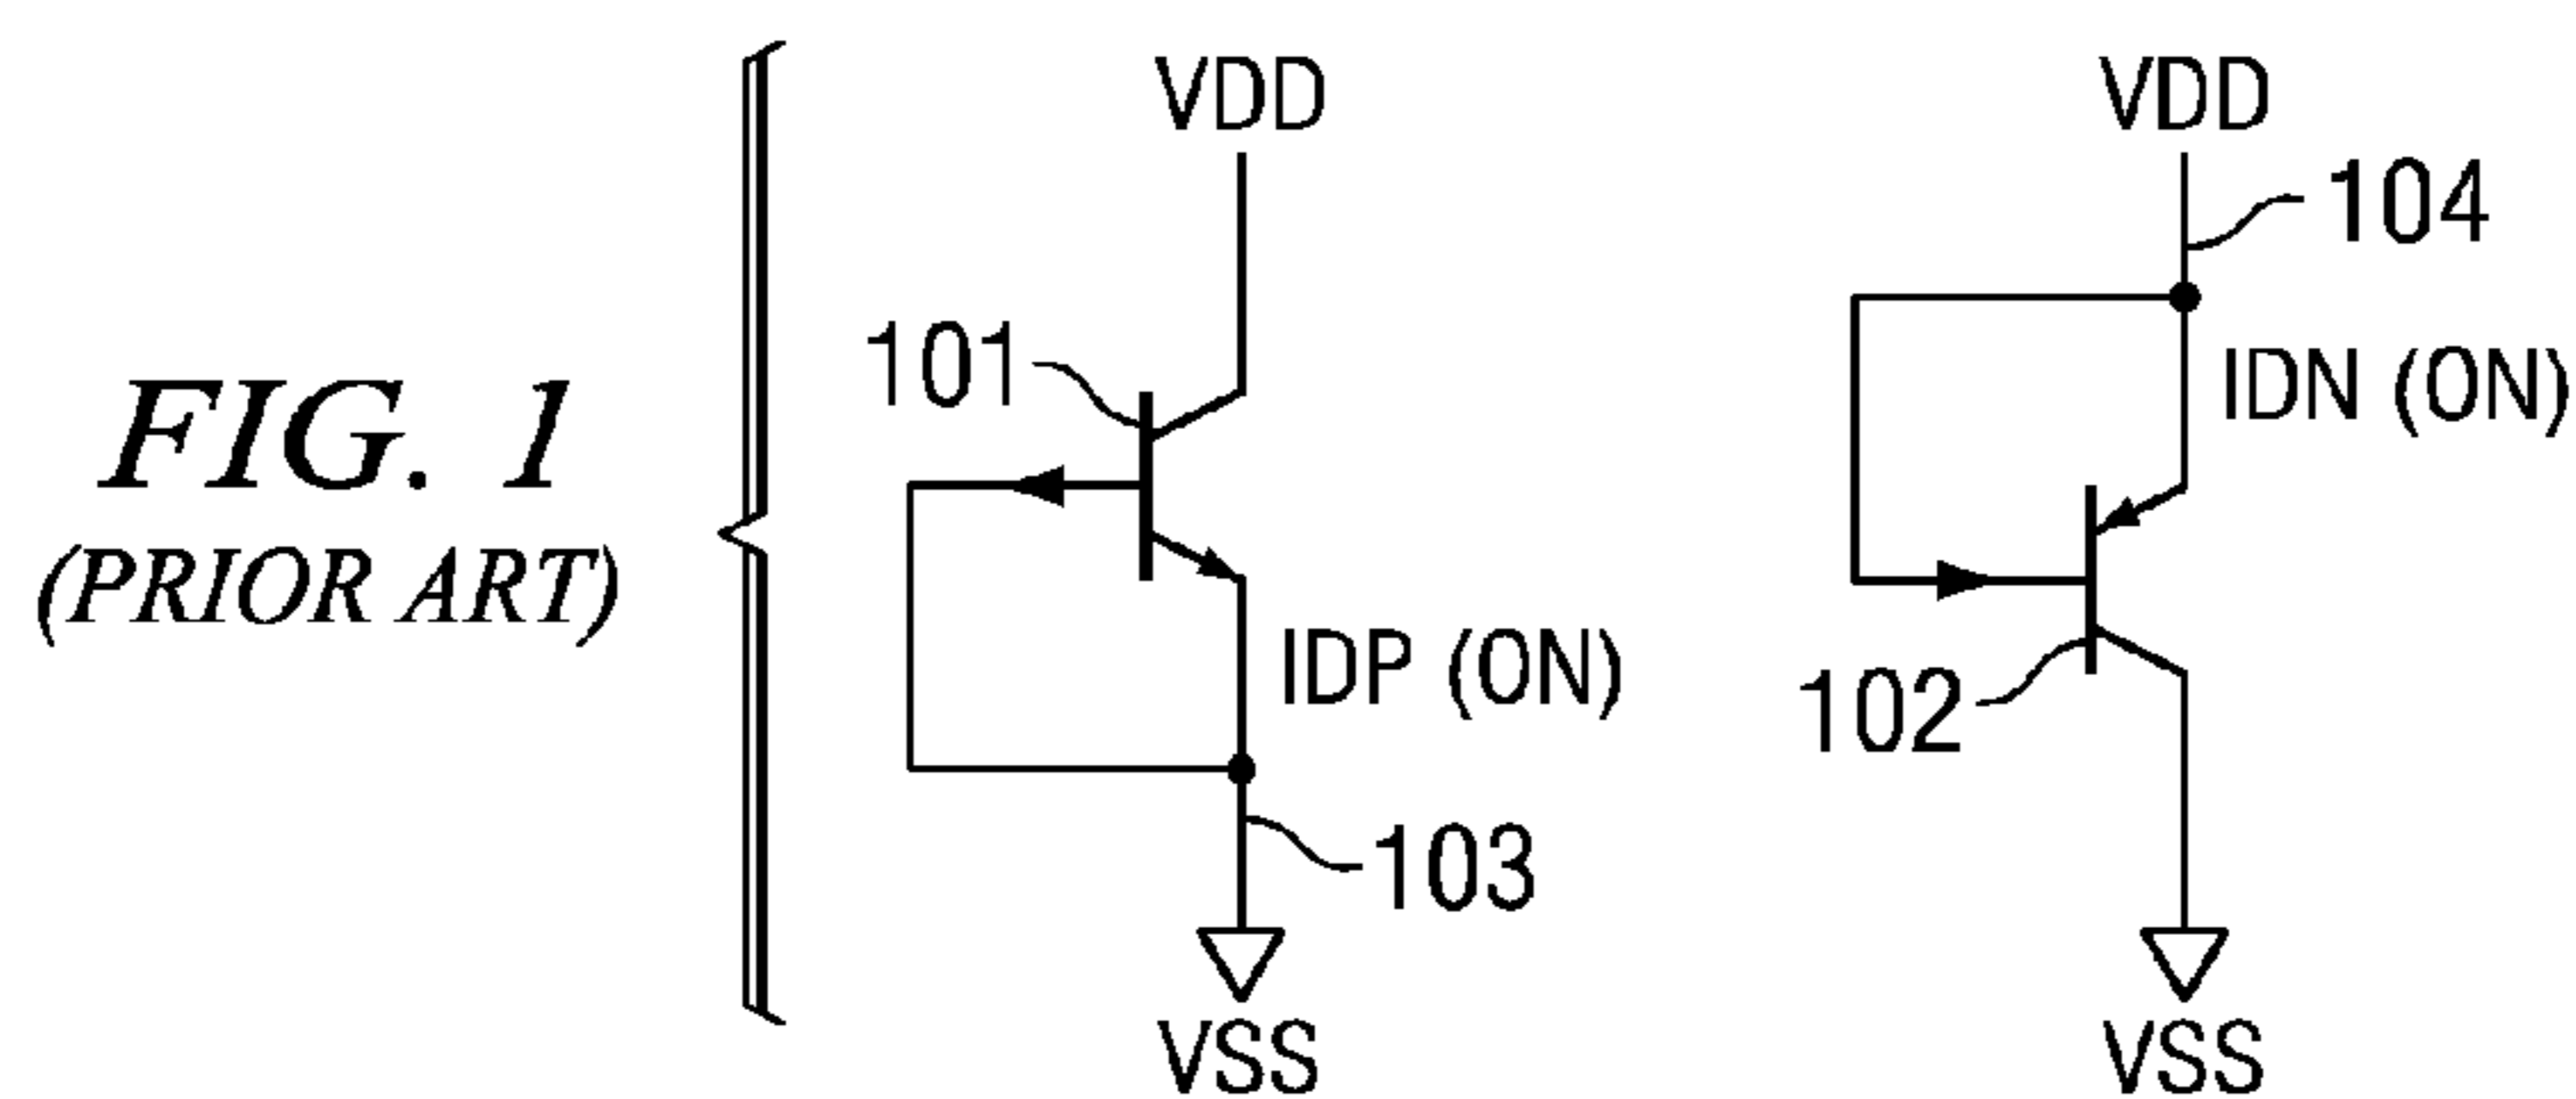 FIG. 1
(PRIOR ART)
VDD
101
IDP (ON)
103
VSS
VDD
104
IDN (ON)
102
VSS